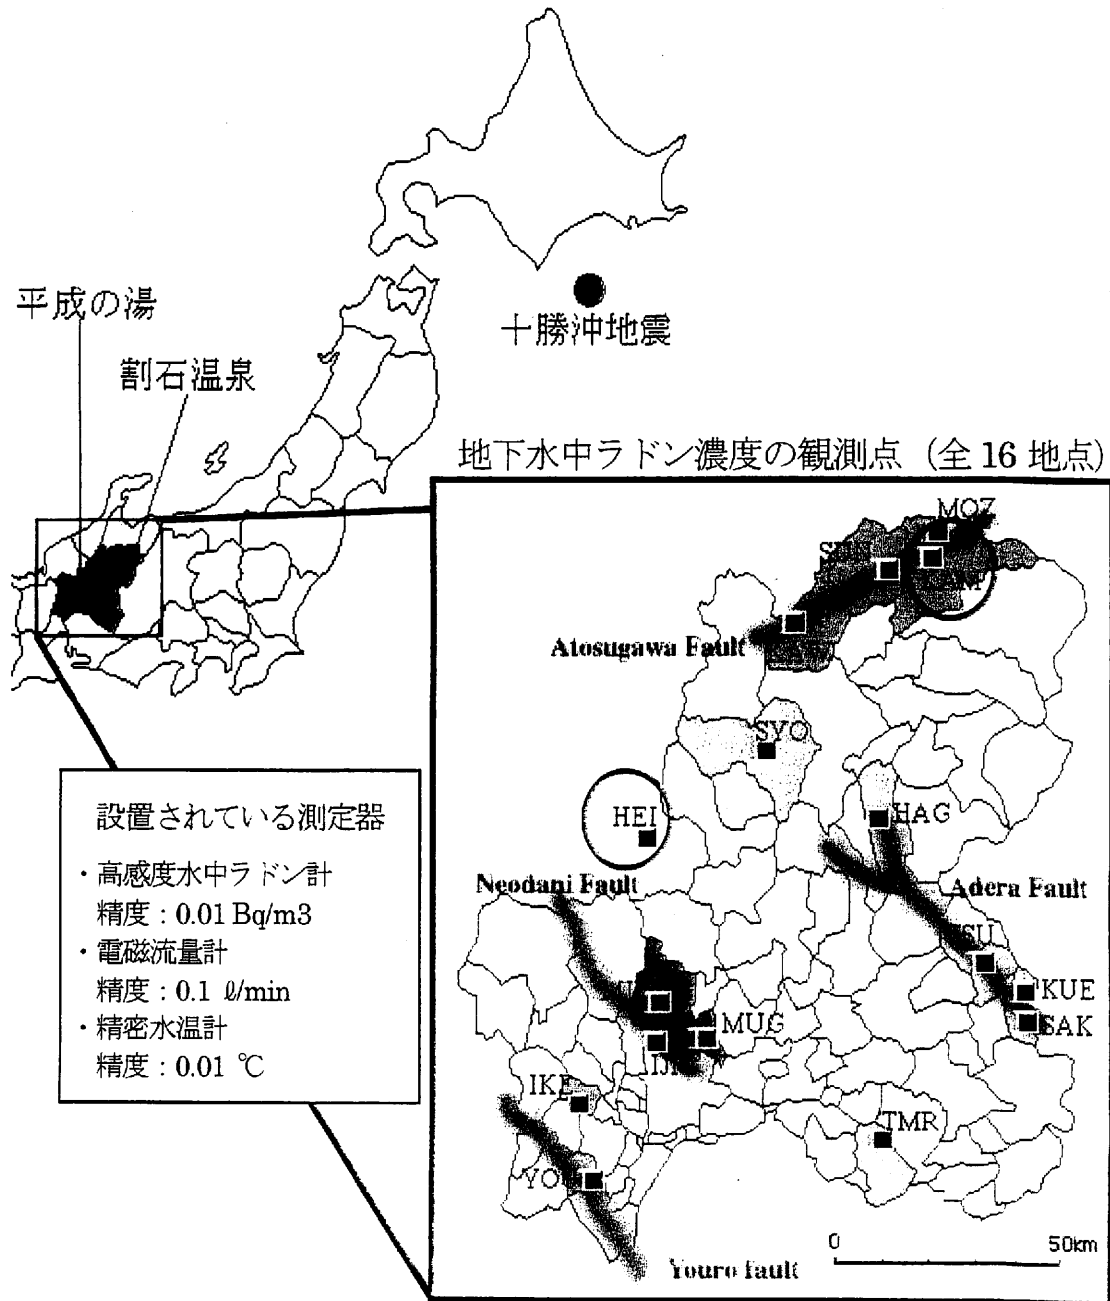 平成の湯
割石温泉
十勝沖地震
地下水中ラドン濃度の観測点（全 16 地点）
MOZ
Atosugawa Fault
SYO
HEI
HAG
Neodani Fault
Adera Fault
KUE
MUG
SAK
IKE
TMR
YOU
0 50km
Youro fault
設置されている測定器
・高感度水中ラドン計
精度：0.01 Bq/m3
・電磁流量計
精度：0.1 ℓ/min
・精密水温計
精度：0.01 ℃